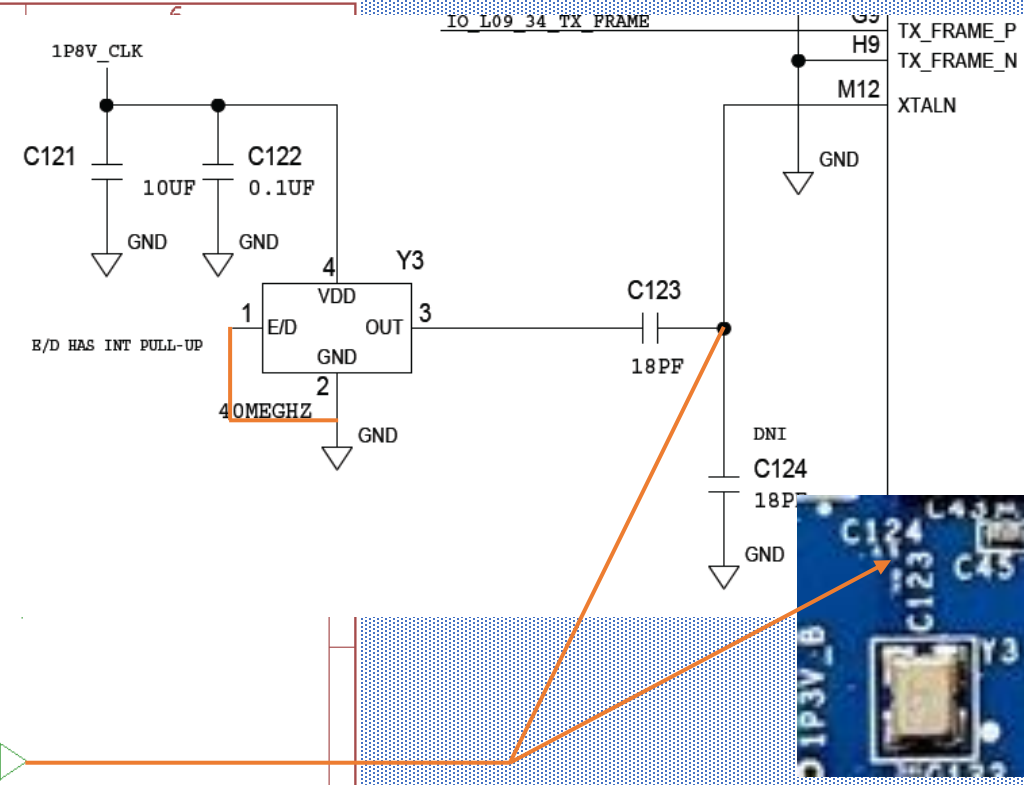 IO_L09_34_TX_FRAME
G9
TX_FRAME_P
H9
TX_FRAME_N
M12
XTALN
GND
1P8V_CLK
C121
10UF
C122
0.1UF
GND
GND
4
Y3
VDD
1
E/D
OUT
3
GND
2
E/D HAS INT PULL-UP
40MEGHZ
GND
C123
18PF
DNI
C124
18PF
GND
C124
C123
C45
Y3
1P3V_B